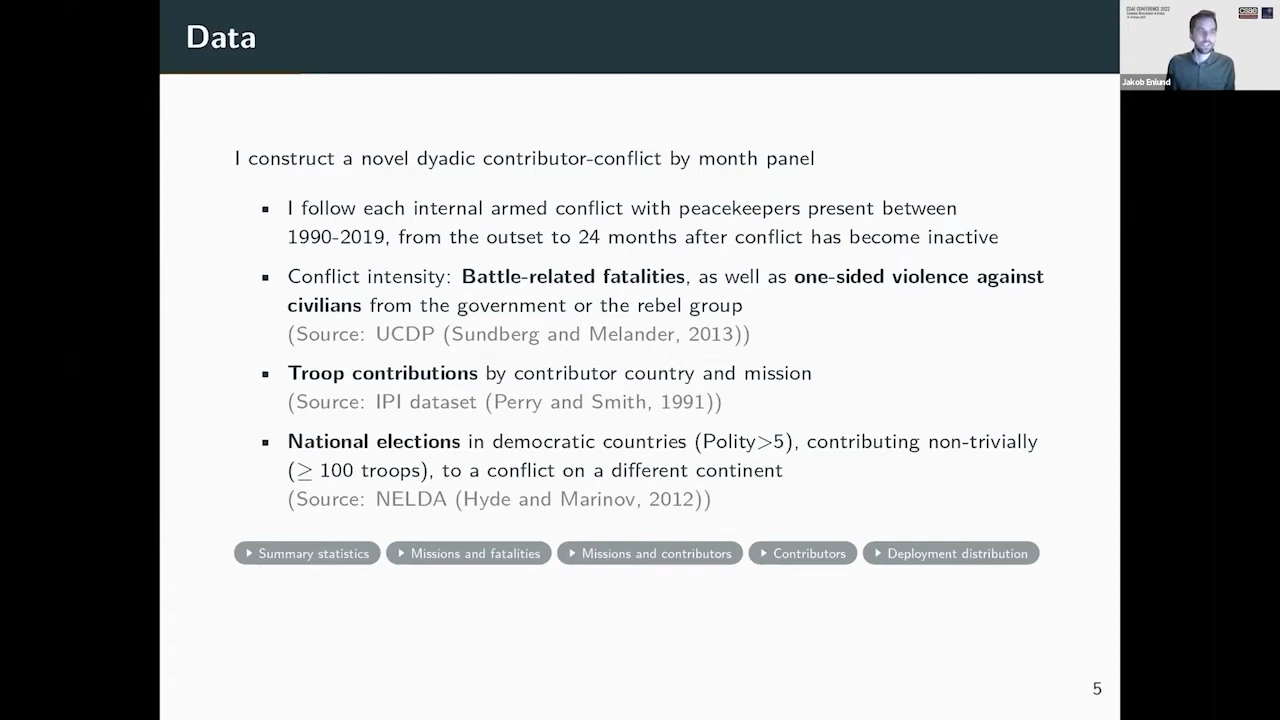 Data
CSAE CONFERENCE 2022
csae
Jakob Enlund
I construct a novel dyadic contributor-conflict by month panel
▪ I follow each internal armed conflict with peacekeepers present between
1990-2019, from the outset to 24 months after conflict has become inactive
▪ Conflict intensity: Battle-related fatalities, as well as one-sided violence against
civilians from the government or the rebel group
(Source: UCDP (Sundberg and Melander, 2013))
▪ Troop contributions by contributor country and mission
(Source: IPI dataset (Perry and Smith, 1991))
▪ National elections in democratic countries (Polity>5), contributing non-trivially
(≥ 100 troops), to a conflict on a different continent
(Source: NELDA (Hyde and Marinov, 2012))
Summary statistics
Missions and fatalities
Missions and contributors
Contributors
Deployment distribution
5